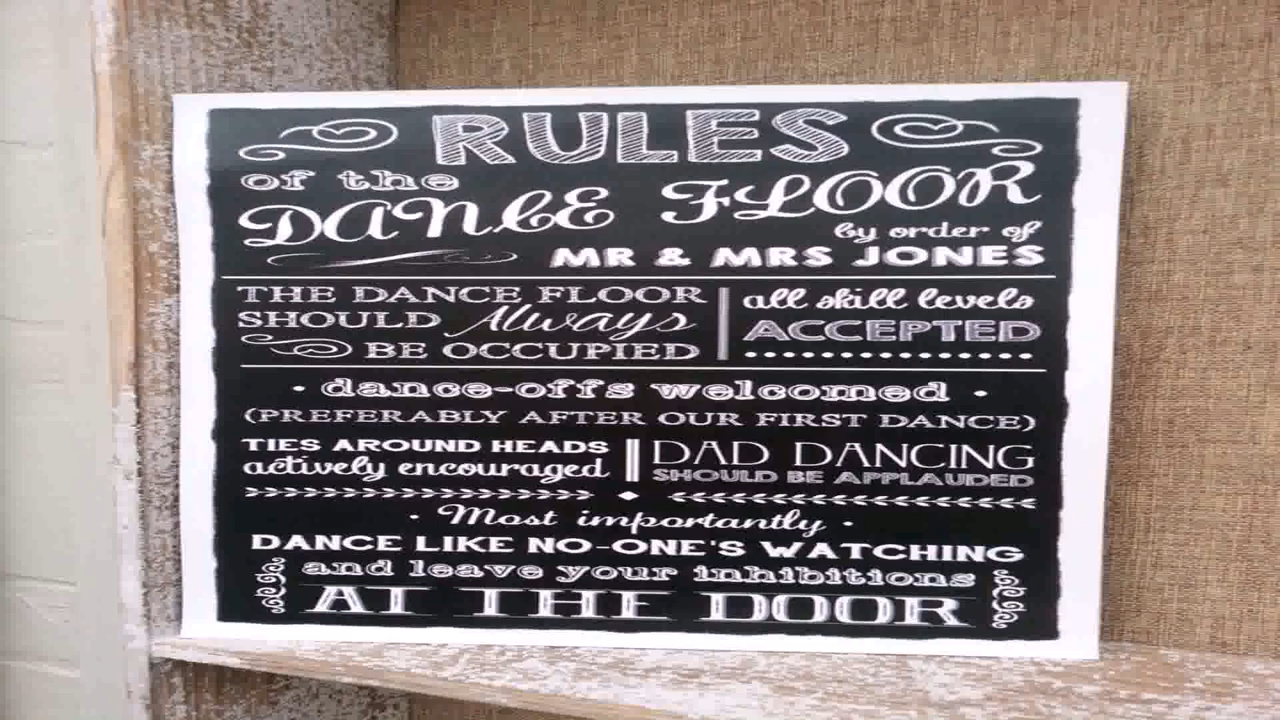 RULES
of the
DANCE FLOOR
by order of
MR & MRS JONES
THE DANCE FLOOR
SHOULD Always
BE OCCUPIED
all skill levels
ACCEPTED
dance-offs welcomed
(PREFERABLY AFTER OUR FIRST DANCE)
TIES AROUND HEADS
actively encouraged
DAD DANCING
SHOULD BE APPLAUDED
Most importantly
DANCE LIKE NO-ONE'S WATCHING
and leave your inhibitions
AT THE DOOR